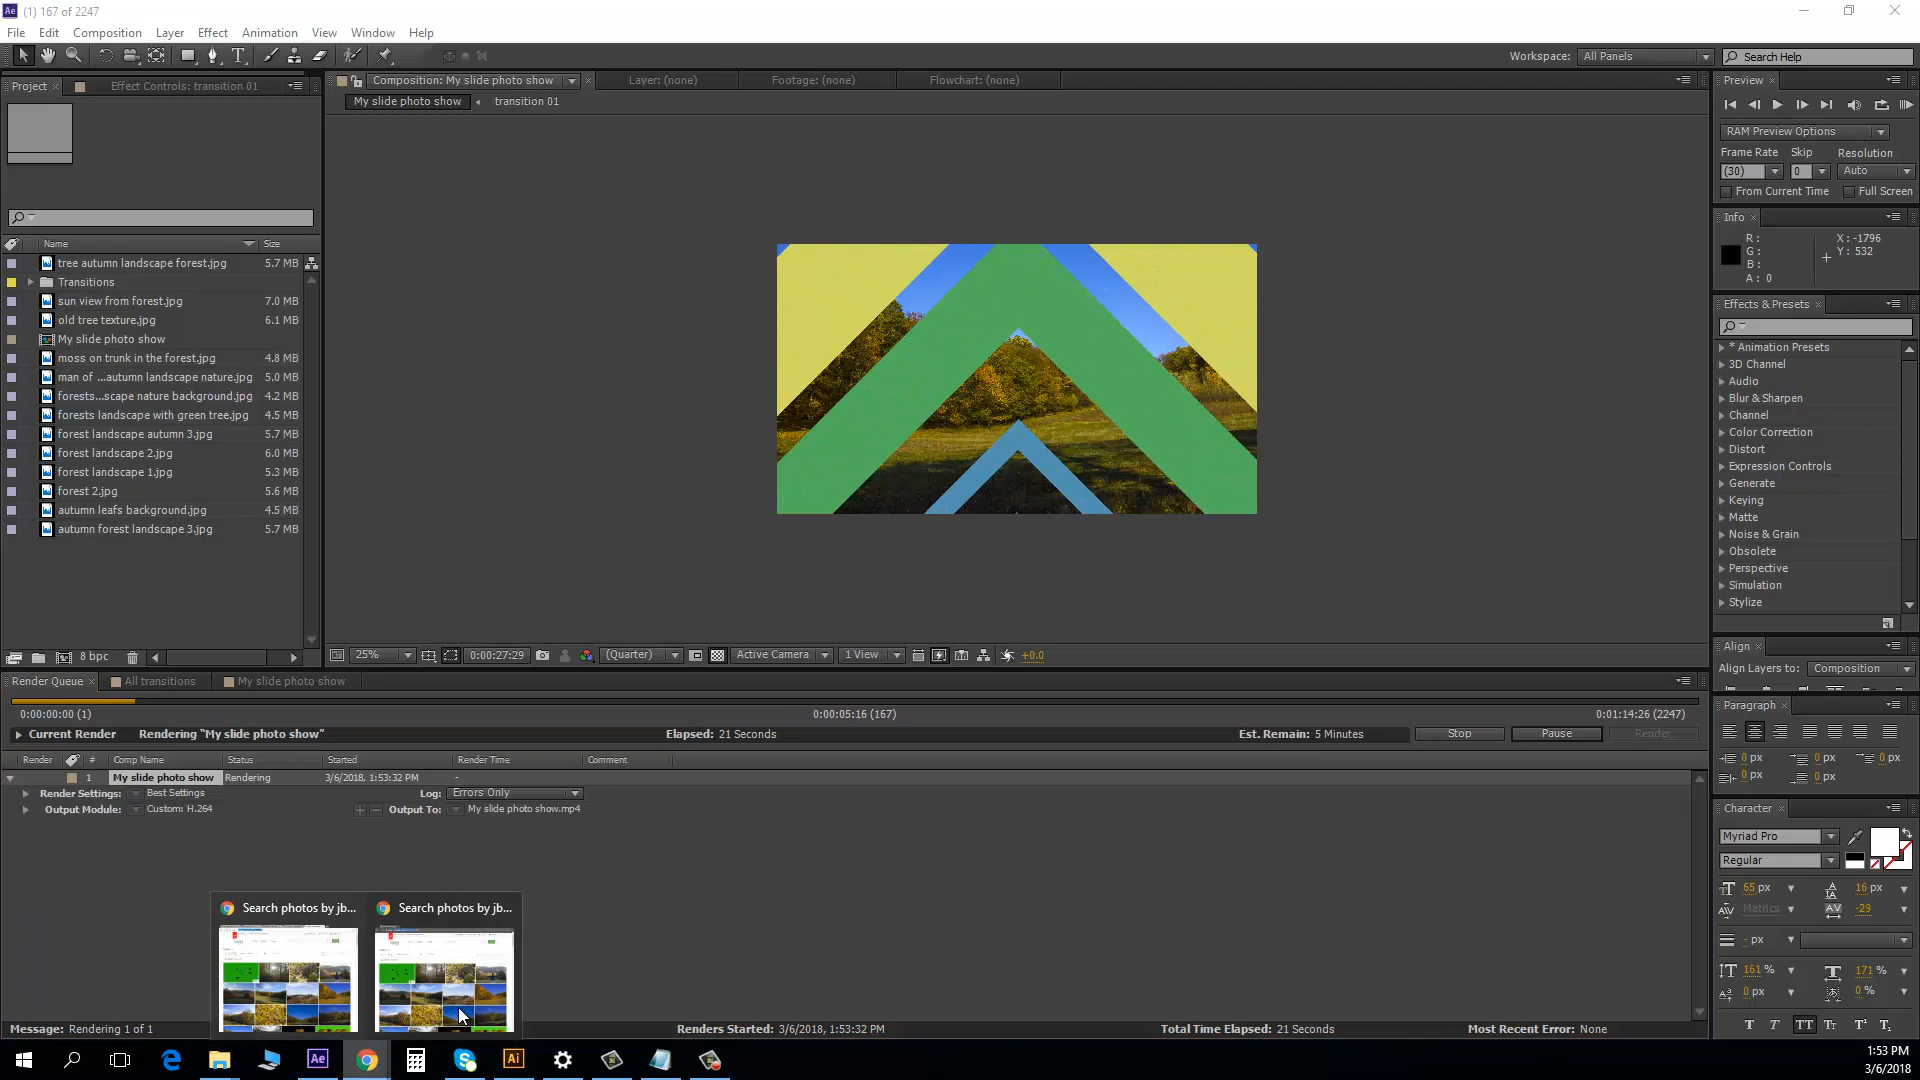 Ae (1) 167 of 2247
File Edit Composition Layer Effect Animation View Window Help
Workspace: All Panels Search Help
Project × Effect Controls: transition 01
Composition: My slide photo show Layer: (none) Footage: (none) Flowchart: (none)
My slide photo show transition 01
Name Size
tree autumn landscape forest.jpg 5.7 MB
Transitions
sun view from forest.jpg 7.0 MB
old tree texture.jpg 6.1 MB
My slide photo show
moss on trunk in the forest.jpg 4.8 MB
man of ...autumn landscape nature.jpg 5.0 MB
forests...scape nature background.jpg 4.2 MB
forests landscape with green tree.jpg 4.5 MB
forest landscape autumn 3.jpg 5.7 MB
forest landscape 2.jpg 6.0 MB
forest landscape 1.jpg 5.3 MB
forest 2.jpg 5.6 MB
autumn leafs background.jpg 4.5 MB
autumn forest landscape 3.jpg 5.7 MB
8 bpc
25% 0:00:27:29 (Quarter) Active Camera 1 View +0.0
Preview
RAM Preview Options
Frame Rate Skip Resolution
(30) 0 Auto
From Current Time Full Screen
Info
R: X: -1796
G: Y: 532
B:
A: 0
Effects & Presets
* Animation Presets
3D Channel
Audio
Blur & Sharpen
Channel
Color Correction
Distort
Expression Controls
Generate
Keying
Matte
Noise & Grain
Obsolete
Perspective
Simulation
Stylize
Align
Align Layers to: Composition
Paragraph
0 px 0 px 0 px
0 px 0 px
Character
Myriad Pro
Regular
65 px 16 px
Metrics -29
- px
161 % 171 %
0 px 0 %
T T TT Tt T¹ T₁
Render Queue × All transitions My slide photo show
0:00:00:00 (1) 0:00:05:16 (167) 0:01:14:26 (2247)
Current Render Rendering "My slide photo show" Elapsed: 21 Seconds Est. Remain: 5 Minutes Stop Pause Render
Render # Comp Name Status Started Render Time Comment
1 My slide photo show Rendering 3/6/2018, 1:53:32 PM -
Render Settings: Best Settings Log: Errors Only
Output Module: Custom: H.264 Output To: My slide photo show.mp4
Search photos by jb... Search photos by jb...
Message: Rendering 1 of 1 Renders Started: 3/6/2018, 1:53:32 PM Total Time Elapsed: 21 Seconds Most Recent Error: None
Ae Ai
1:53 PM
3/6/2018